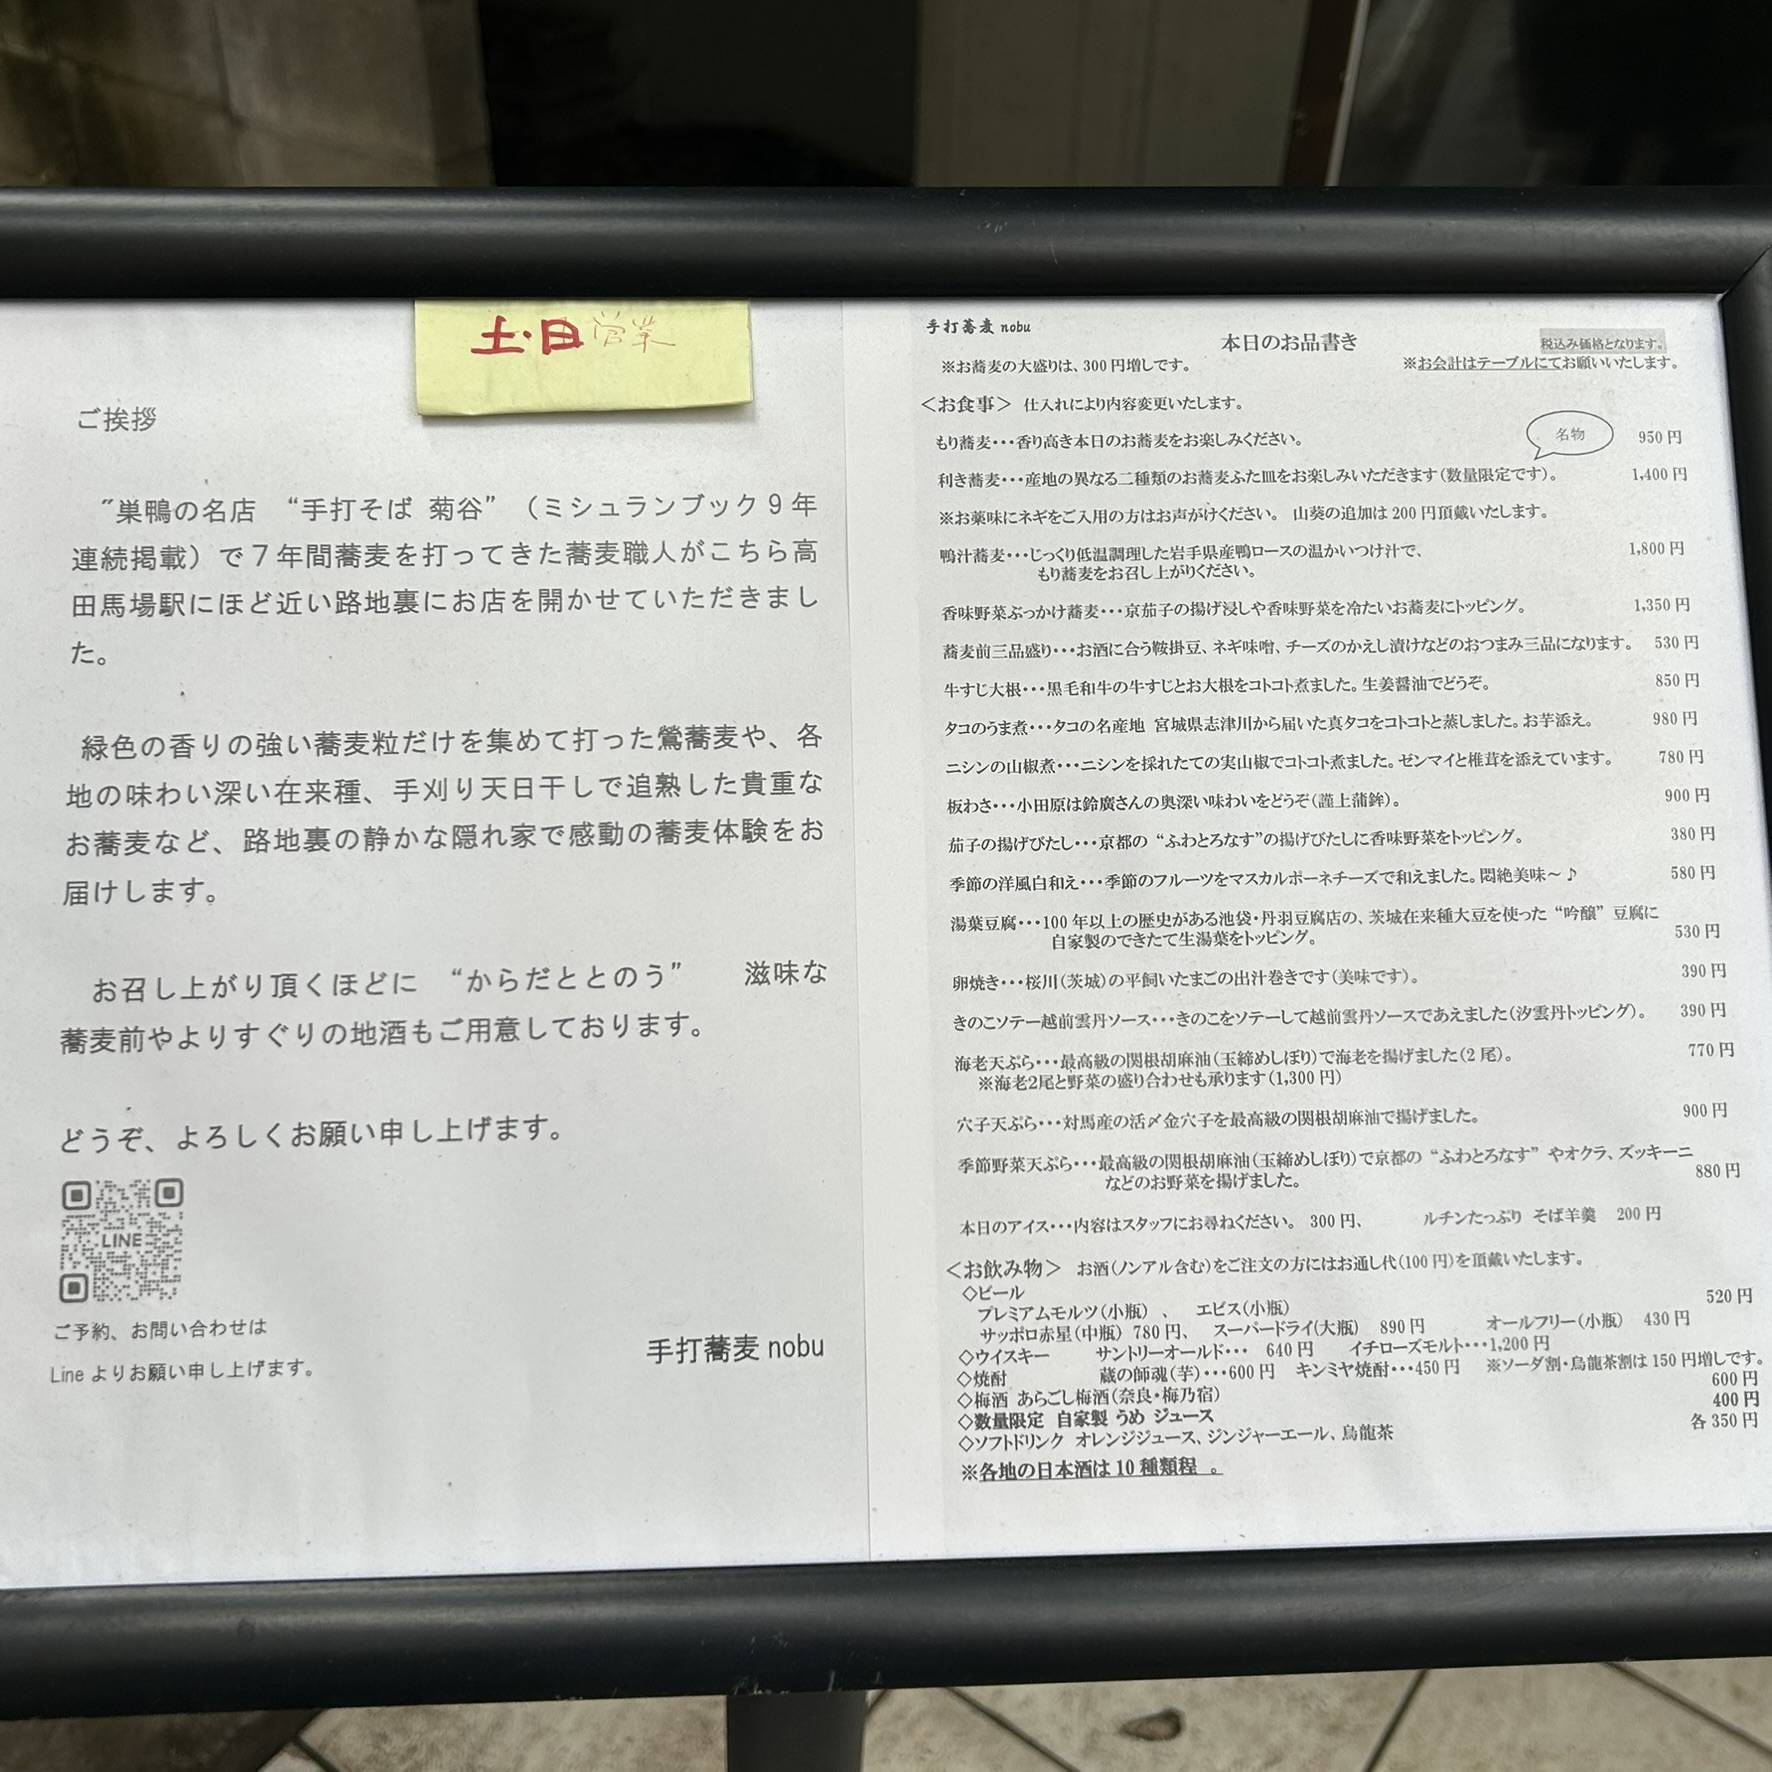 土・日営業
ご挨拶
〝巣鴨の名店 “手打そば 菊谷” （ミシュランブック9年
連続掲載）で7年間蕎麦を打ってきた蕎麦職人がこちら高
田馬場駅にほど近い路地裏にお店を開かせていただきまし
た。
緑色の香りの強い蕎麦粒だけを集めて打った鶯蕎麦や、各
地の味わい深い在来種、手刈り天日干しで追熟した貴重な
お蕎麦など、路地裏の静かな隠れ家で感動の蕎麦体験をお
届けします。
お召し上がり頂くほどに “からだととのう” 滋味な
蕎麦前やよりすぐりの地酒もご用意しております。
どうぞ、よろしくお願い申し上げます。
LINE
ご予約、お問い合わせは
Line よりお願い申し上げます。
手打蕎麦 nobu
手打蕎麦 nobu
本日のお品書き
税込み価格となります。
※お蕎麦の大盛りは、300円増しです。
※お会計はテーブルにてお願いいたします。
＜お食事＞ 仕入れにより内容変更いたします。
もり蕎麦・・・香り高き本日のお蕎麦をお楽しみください。 名物 950円
利き蕎麦・・・産地の異なる二種類のお蕎麦ふた皿をお楽しみいただきます（数量限定です）。 1,400円
※お薬味にネギをご入用の方はお声がけください。 山葵の追加は200円頂戴いたします。
鴨汁蕎麦・・・じっくり低温調理した岩手県産鴨ロースの温かいつけ汁で、 1,800円
もり蕎麦をお召し上がりください。
香味野菜ぶっかけ蕎麦・・・京茄子の揚げ浸しや香味野菜を冷たいお蕎麦にトッピング。 1,350円
蕎麦前三品盛り・・・お酒に合う鞍掛豆、ネギ味噌、チーズのかえし漬けなどのおつまみ三品になります。 530円
牛すじ大根・・・黒毛和牛の牛すじとお大根をコトコト煮ました。生姜醤油でどうぞ。 850円
タコのうま煮・・・タコの名産地 宮城県志津川から届いた真タコをコトコトと蒸しました。お芋添え。 980円
ニシンの山椒煮・・・ニシンを採れたての実山椒でコトコト煮ました。ゼンマイと椎茸を添えています。 780円
板わさ・・・小田原は鈴廣さんの奥深い味わいをどうぞ（謹上蒲鉾）。 900円
茄子の揚げびたし・・・京都の “ふわとろなす”の揚げびたしに香味野菜をトッピング。 380円
季節の洋風白和え・・・季節のフルーツをマスカルポーネチーズで和えました。悶絶美味～♪ 580円
湯葉豆腐・・・100年以上の歴史がある池袋・丹羽豆腐店の、茨城在来種大豆を使った “吟醸” 豆腐に
自家製のできたて生湯葉をトッピング。 530円
卵焼き・・・桜川（茨城）の平飼いたまごの出汁巻きです（美味です）。 390円
きのこソテー越前雲丹ソース・・・きのこをソテーして越前雲丹ソースであえました（汐雲丹トッピング）。 390円
海老天ぷら・・・最高級の関根胡麻油（玉締めしぼり）で海老を揚げました（2尾）。 770円
※海老2尾と野菜の盛り合わせも承ります（1,300円）
穴子天ぷら・・・対馬産の活〆金穴子を最高級の関根胡麻油で揚げました。 900円
季節野菜天ぷら・・・最高級の関根胡麻油（玉締めしぼり）で京都の “ふわとろなす” やオクラ、ズッキーニ
などのお野菜を揚げました。 880円
本日のアイス・・・内容はスタッフにお尋ねください。 300円、 ルチンたっぷり そば羊羹 200円
＜お飲み物＞ お酒（ノンアル含む）をご注文の方にはお通し代（100円）を頂戴いたします。
◇ビール
プレミアムモルツ（小瓶） 、 エビス（小瓶） 520円
サッポロ赤星（中瓶） 780円、 スーパードライ（大瓶） 890円 オールフリー（小瓶） 430円
◇ウイスキー サントリーオールド・・・ 640円 イチローズモルト・・・1,200円
◇焼酎 蔵の師魂（芋）・・・600円 キンミヤ焼酎・・・450円 ※ソーダ割・烏龍茶割は150円増しです。
◇梅酒 あらごし梅酒（奈良・梅乃宿） 600円
◇数量限定 自家製 うめ ジュース 400円
◇ソフトドリンク オレンジジュース、ジンジャーエール、烏龍茶 各350円
※各地の日本酒は10種類程 。